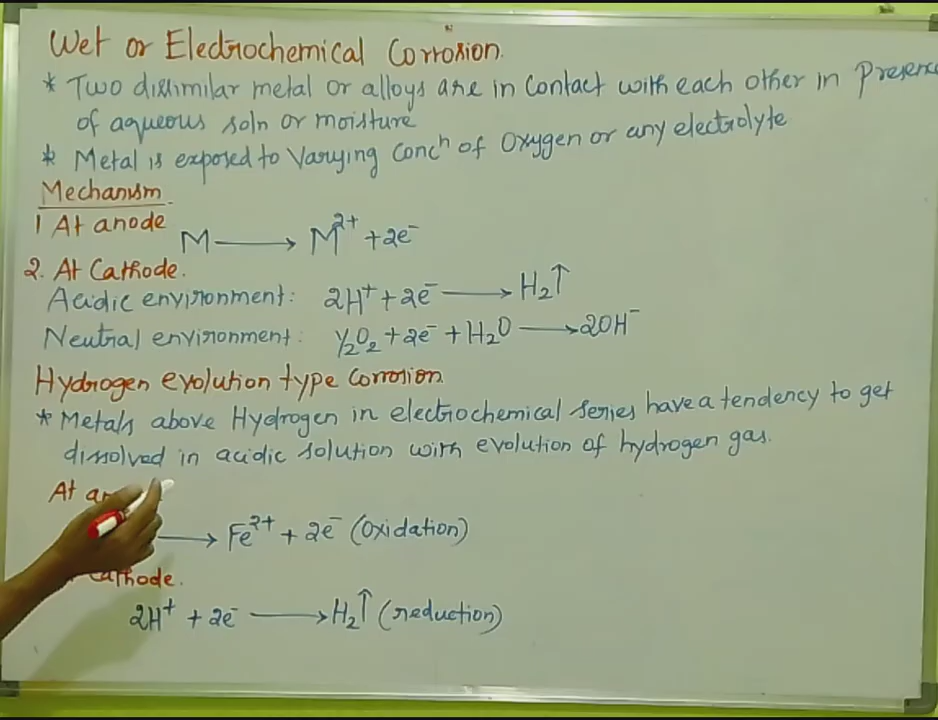 Wet or Electrochemical Corrosion.
* Two dissimilar metal or alloys are in Contact with each other in Presence
of aqueous soln or moisture
* Metal is exposed to Varying Concⁿ of Oxygen or any electrolyte
Mechanism
1 At anode
M ⟶ M²⁺ + 2e⁻
2. At Cathode.
Acidic environment: 2H⁺ + 2e⁻ ⟶ H₂↑
Neutral environment: ½O₂ + 2e⁻ + H₂O ⟶ 2OH⁻
Hydrogen evolution type Corrosion
* Metals above Hydrogen in electrochemical series have a tendency to get
dissolved in acidic solution with evolution of hydrogen gas.
At
⟶ Fe²⁺ + 2e⁻ (Oxidation)
Cathode.
2H⁺ + 2e⁻ ⟶ H₂↑ (reduction)